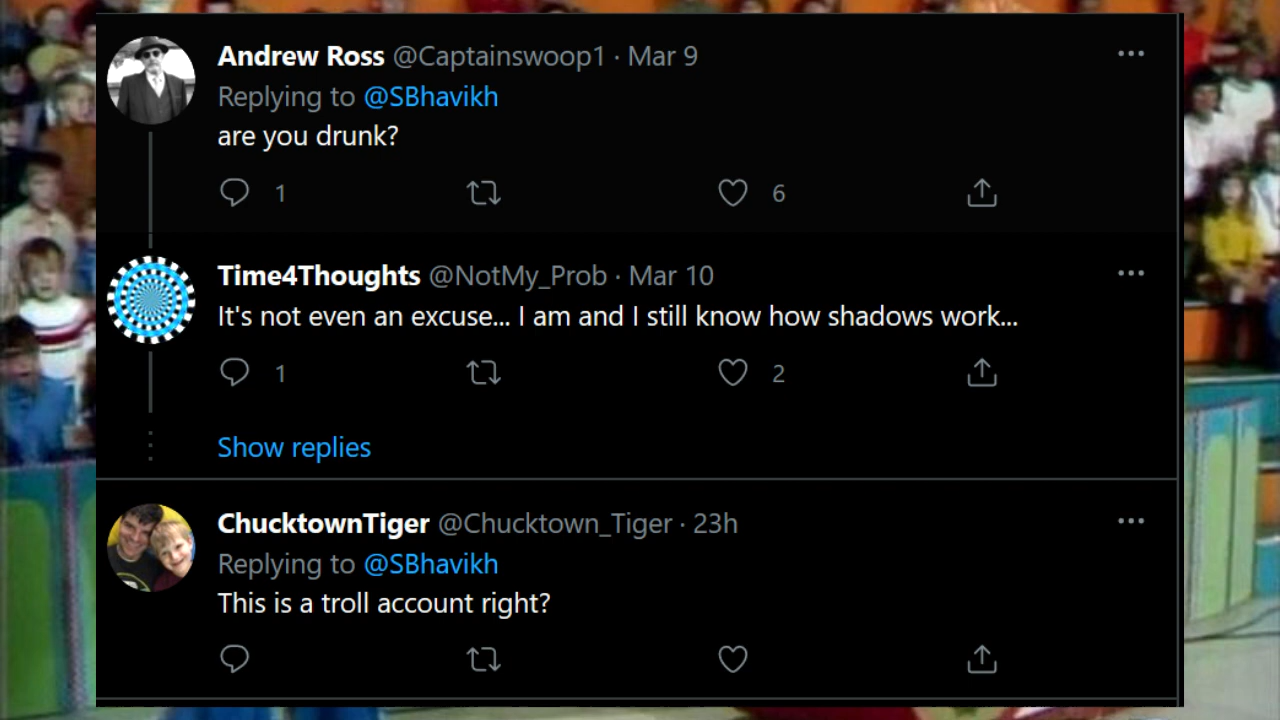 Andrew Ross @Captainswoop1 · Mar 9
Replying to @SBhavikh
are you drunk?
1 6
Time4Thoughts @NotMy_Prob · Mar 10
It's not even an excuse... I am and I still know how shadows work...
1 2
Show replies
ChucktownTiger @Chucktown_Tiger · 23h
Replying to @SBhavikh
This is a troll account right?